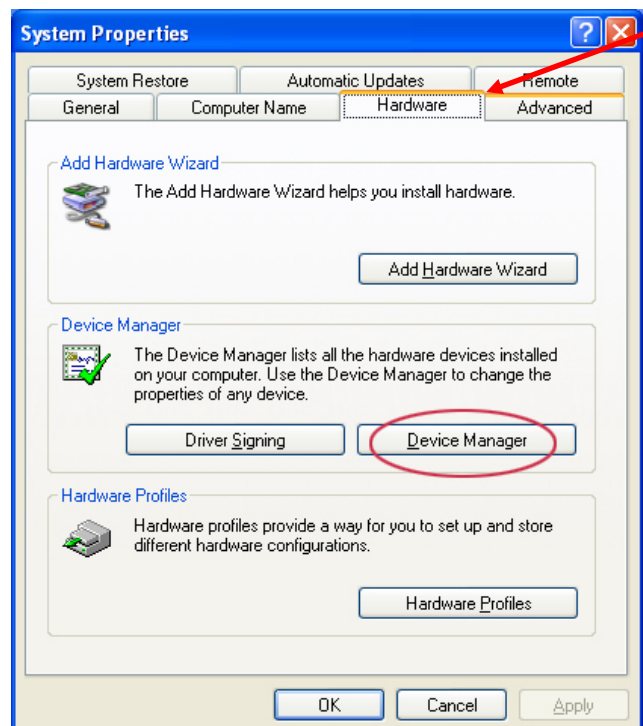 System Properties
System Restore Automatic Updates Remote
General Computer Name Hardware Advanced
Add Hardware Wizard
The Add Hardware Wizard helps you install hardware.
Add Hardware Wizard
Device Manager
The Device Manager lists all the hardware devices installed
on your computer. Use the Device Manager to change the
properties of any device.
Driver Signing Device Manager
Hardware Profiles
Hardware profiles provide a way for you to set up and store
different hardware configurations.
Hardware Profiles
OK Cancel Apply